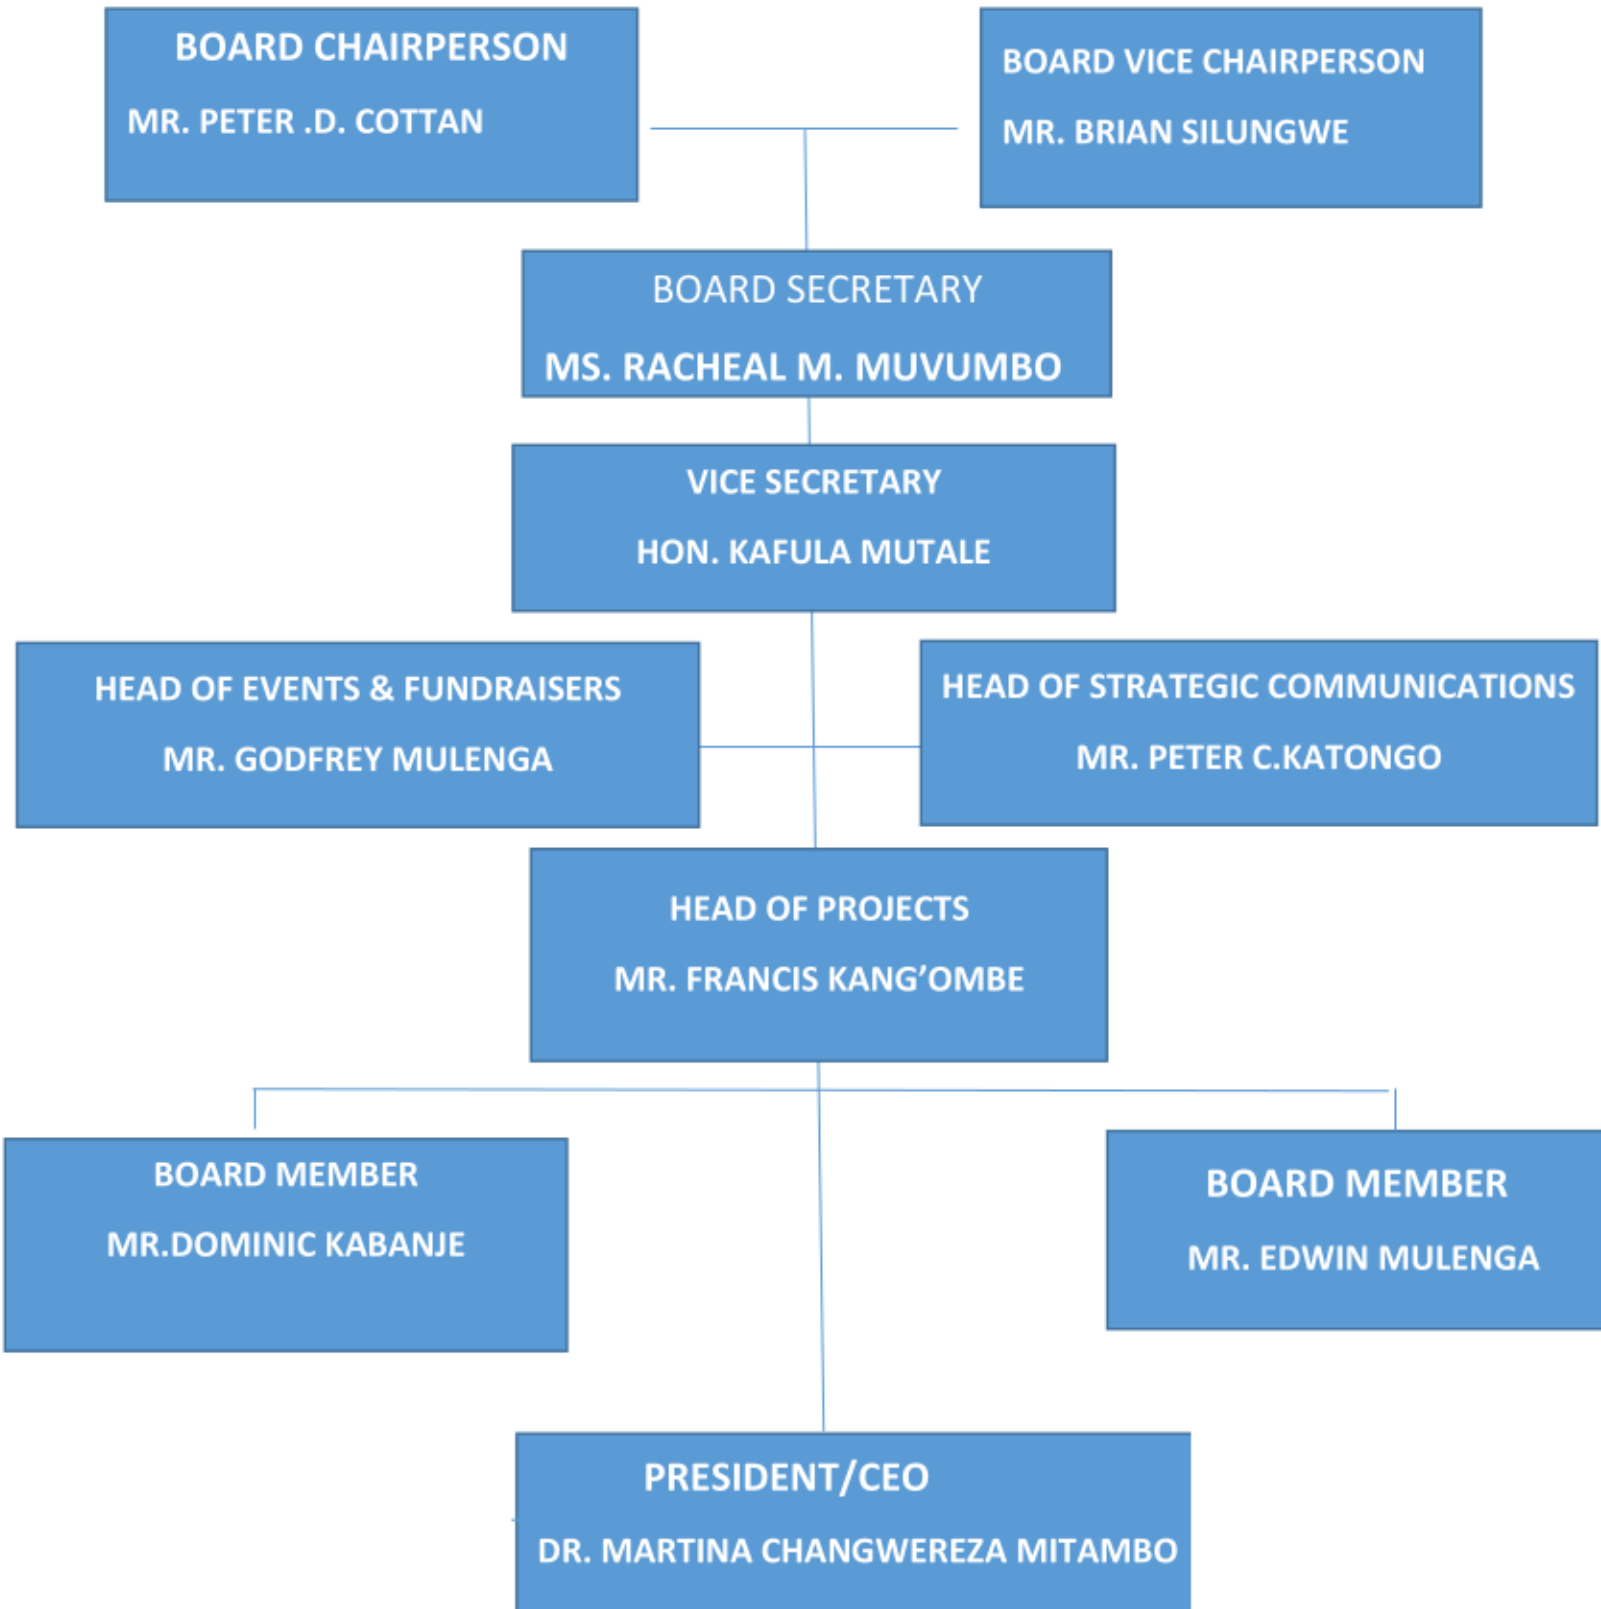 BOARD CHAIRPERSON
MR. PETER .D. COTTAN
BOARD VICE CHAIRPERSON
MR. BRIAN SILUNGWE
BOARD SECRETARY
MS. RACHEAL M. MUVUMBO
VICE SECRETARY
HON. KAFULA MUTALE
HEAD OF EVENTS & FUNDRAISERS
MR. GODFREY MULENGA
HEAD OF STRATEGIC COMMUNICATIONS
MR. PETER C.KATONGO
HEAD OF PROJECTS
MR. FRANCIS KANG’OMBE
BOARD MEMBER
MR.DOMINIC KABANJE
BOARD MEMBER
MR. EDWIN MULENGA
PRESIDENT/CEO
DR. MARTINA CHANGWEREZA MITAMBO